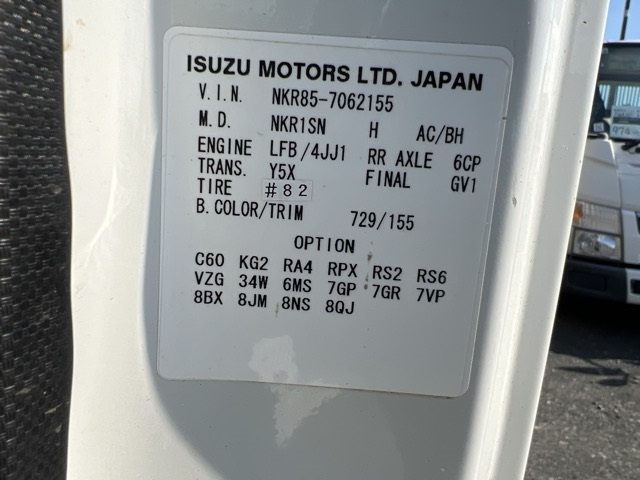 ISUZU MOTORS LTD. JAPAN
V.I.N. NKR85-7062155
M.D. NKR1SN H AC/BH
ENGINE LFB/4JJ1 RR AXLE 6CP
TRANS. Y5X FINAL GV1
TIRE #82
B.COLOR/TRIM 729/155
OPTION
C60 KG2 RA4 RPX RS2 RS6
VZG 34W 6MS 7GP 7GR 7VP
8BX 8JM 8NS 8QJ